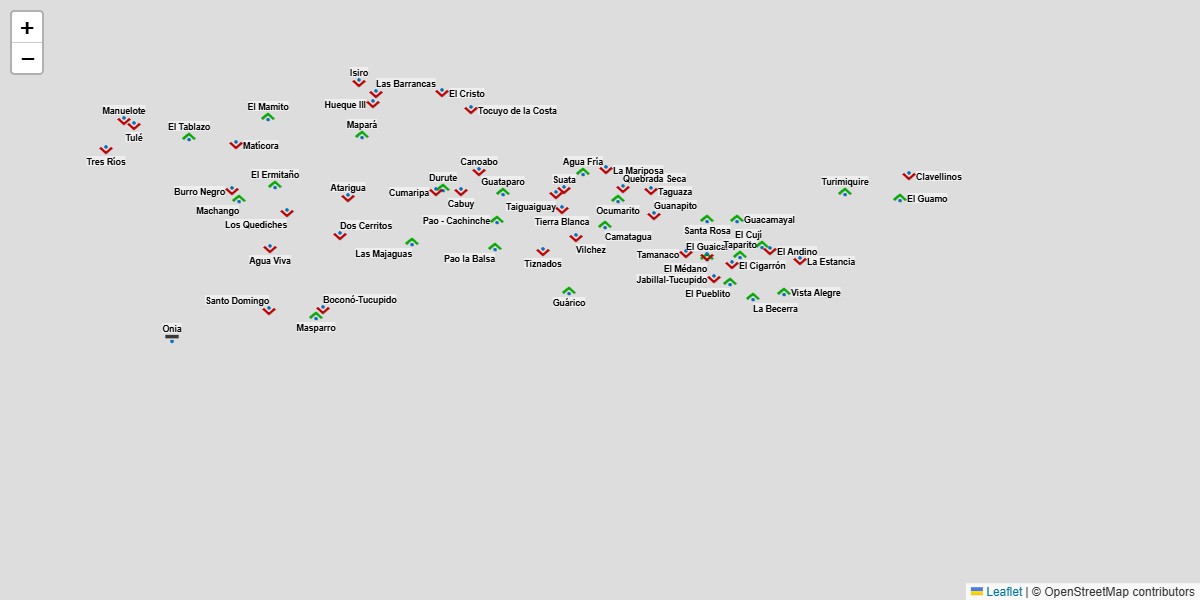 +
−
Isiro
Las Barrancas
El Cristo
Hueque III
Tocuyo de la Costa
Manuelote
El Mamito
Mapará
El Tablazo
Tulé
Matícora
Tres Ríos
Canoabo
Agua Fría
La Mariposa
Durute
Guataparo
Suata
Quebrada Seca
El Ermitaño
Atarigua
Burro Negro
Cumaripa
Taguaza
Cabuy
Taiguaiguay
Guanapito
Ocumarito
Turimiquire
Clavellinos
El Guamo
Machango
Los Quediches
Dos Cerritos
Pao - Cachinche
Tierra Blanca
Guacamayal
Santa Rosa
El Cují
Camatagua
Las Majaguas
Agua Viva
Pao la Balsa
Vilchez
Tiznados
Tamanaco
El Guaical
Taparito
El Andino
La Estancia
El Médano
El Cigarrón
Jabillal-Tucupido
El Pueblito
Vista Alegre
La Becerra
Guárico
Santo Domingo
Boconó-Tucupido
Masparro
Onia
Leaflet | © OpenStreetMap contributors